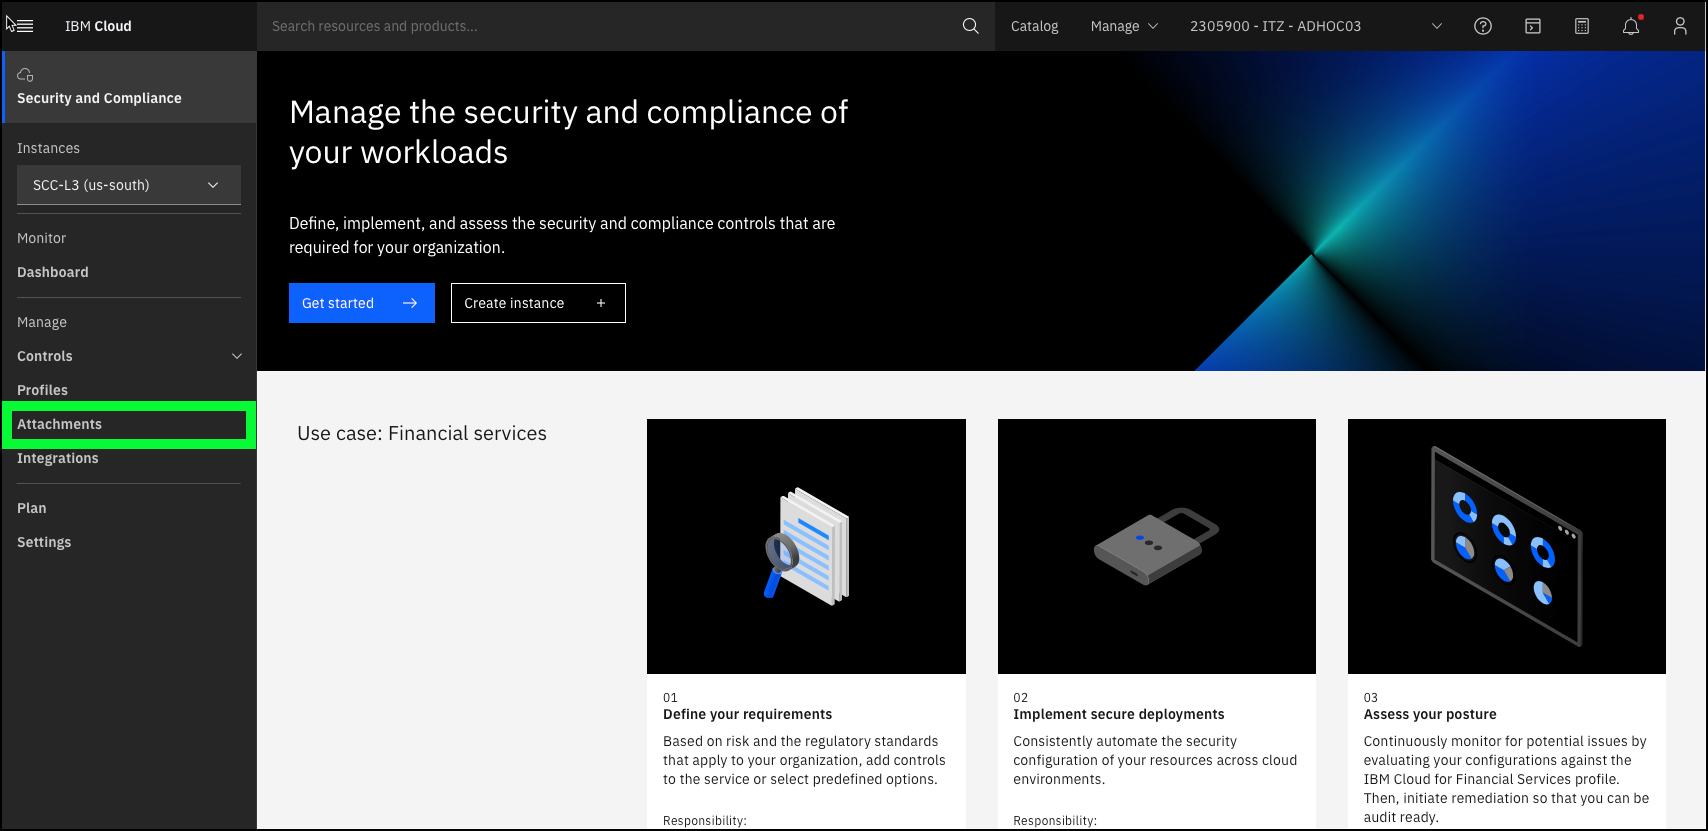 IBM Cloud
Search resources and products...
Catalog
Manage
2305900 - ITZ - ADHOC03
Security and Compliance
Instances
SCC-L3 (us-south)
Monitor
Dashboard
Manage
Controls
Profiles
Attachments
Integrations
Plan
Settings
Manage the security and compliance of
your workloads
Define, implement, and assess the security and compliance controls that are
required for your organization.
Get started
Create instance
Use case: Financial services
01
Define your requirements
Based on risk and the regulatory standards
that apply to your organization, add controls
to the service or select predefined options.
Responsibility:
02
Implement secure deployments
Consistently automate the security
configuration of your resources across cloud
environments.
Responsibility:
03
Assess your posture
Continuously monitor for potential issues by
evaluating your configurations against the
IBM Cloud for Financial Services profile.
Then, initiate remediation so that you can be
audit ready.